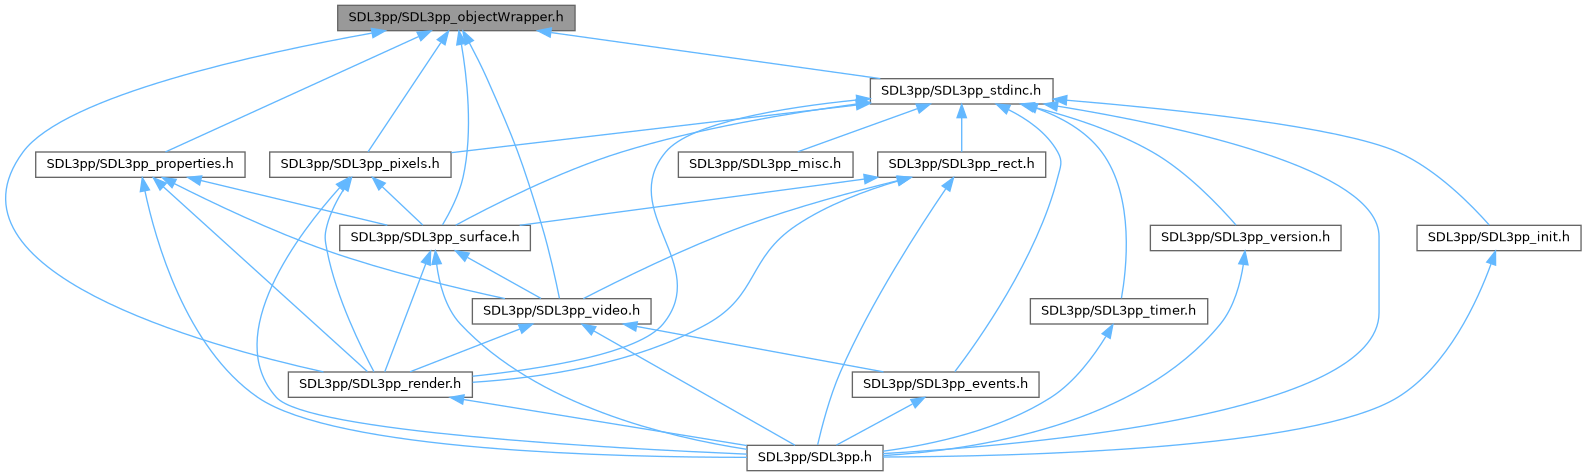 SDL3pp/SDL3pp_objectWrapper.h
SDL3pp/SDL3pp_stdinc.h
SDL3pp/SDL3pp_properties.h
SDL3pp/SDL3pp_pixels.h
SDL3pp/SDL3pp_misc.h
SDL3pp/SDL3pp_rect.h
SDL3pp/SDL3pp_surface.h
SDL3pp/SDL3pp_version.h
SDL3pp/SDL3pp_init.h
SDL3pp/SDL3pp_video.h
SDL3pp/SDL3pp_timer.h
SDL3pp/SDL3pp_render.h
SDL3pp/SDL3pp_events.h
SDL3pp/SDL3pp.h